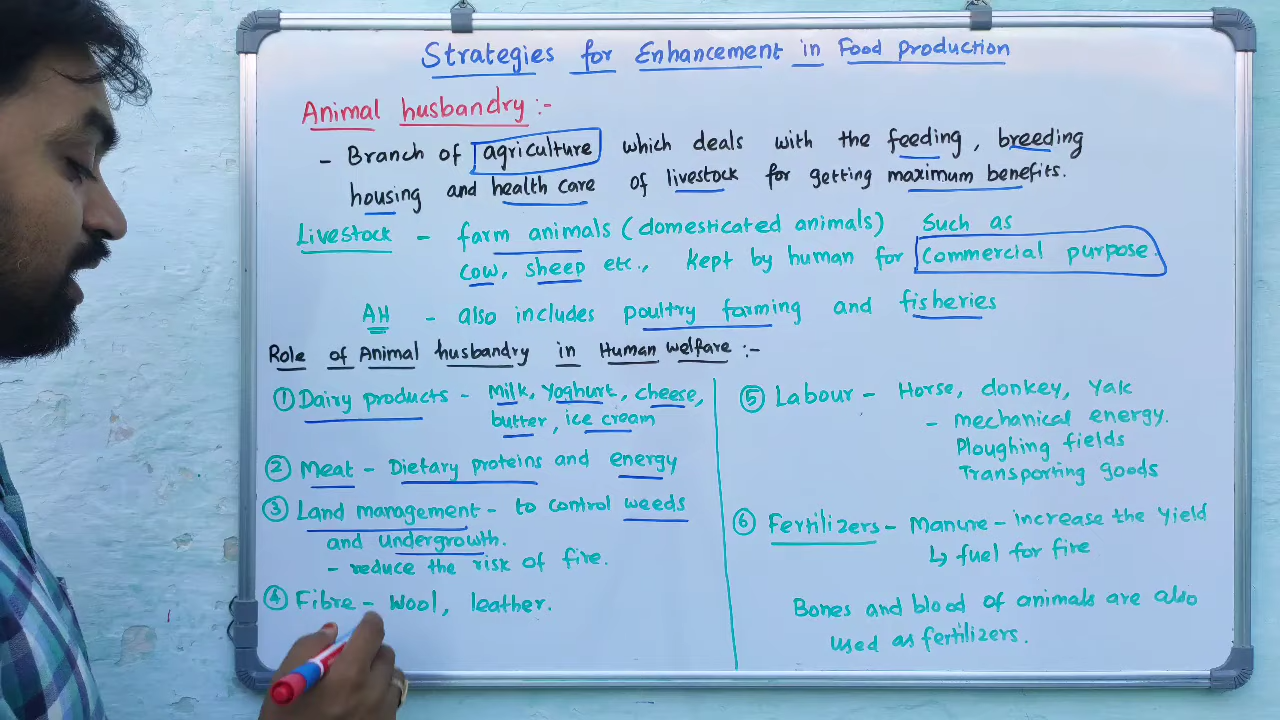 Strategies for Enhancement in Food production
Animal husbandry :-
- Branch of agriculture which deals with the feeding, breeding
housing and health care of livestock for getting maximum benefits.
Livestock - farm animals (domesticated animals) Such as
cow, sheep etc., kept by human for Commercial purpose.
AH - also includes poultry farming and fisheries
Role of Animal husbandry in Human welfare :-
① Dairy products - Milk, Yoghurt, cheese,
butter, ice cream
② Meat - Dietary proteins and energy
③ Land management - to control weeds
and undergrowth.
- reduce the risk of fire.
④ Fibre - Wool, leather.
⑤ Labour - Horse, donkey, Yak
- mechanical energy.
Ploughing fields
Transporting goods
⑥ Fertilizers - Manure - increase the Yield
↳ fuel for fire
Bones and blood of animals are also
used as fertilizers.